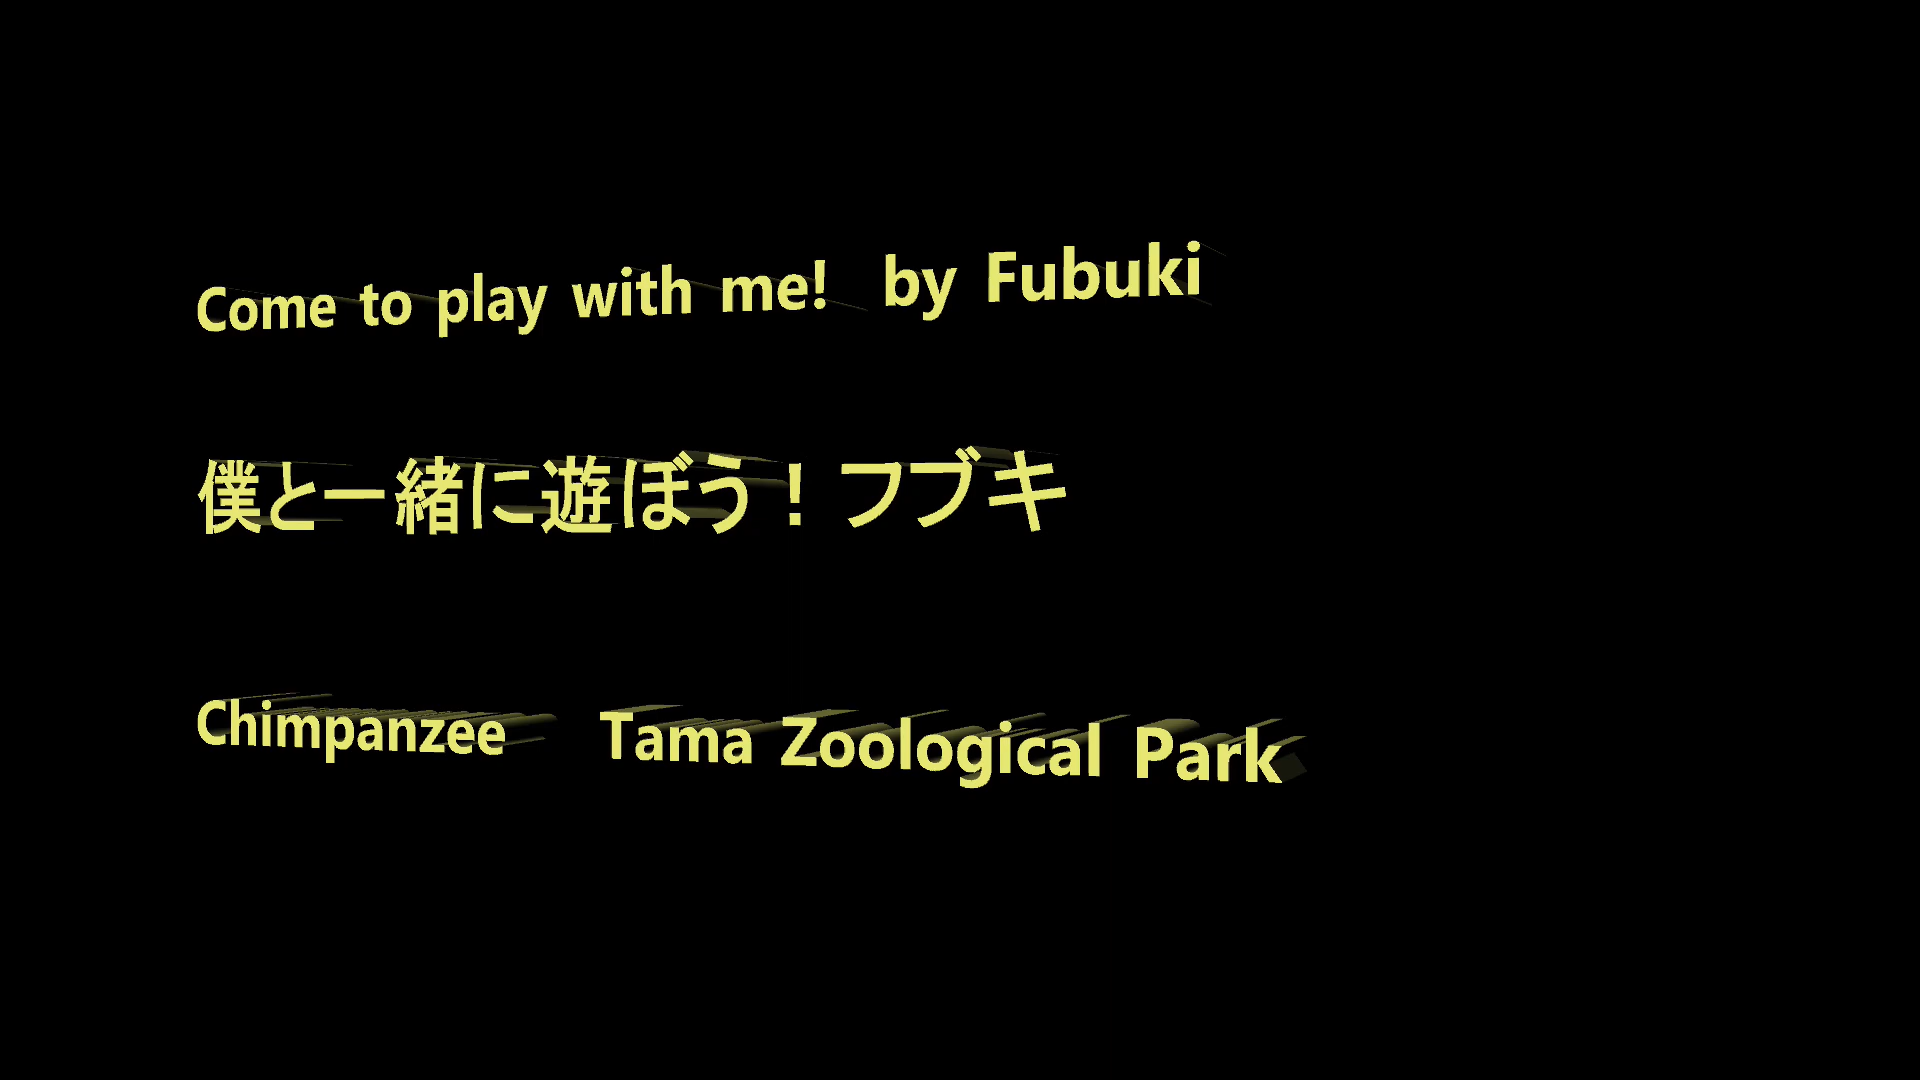 Come to play with me!  by Fubuki
僕と一緒に遊ぼう！フブキ
Chimpanzee   Tama Zoological Park